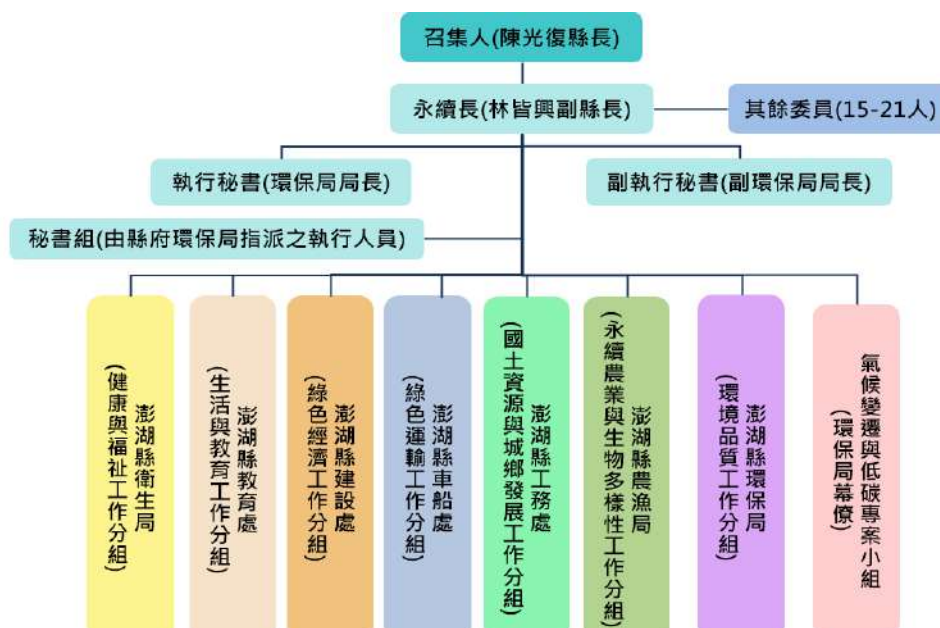 召集人(陳光復縣長)
永續長(林皆興副縣長)
其餘委員(15-21人)
執行秘書(環保局局長)
副執行秘書(副環保局局長)
秘書組(由縣府環保局指派之執行人員)
澎湖縣衛生局
(健康與福祉工作分組)
澎湖縣教育處
(生活與教育工作分組)
澎湖縣建設處
(綠色經濟工作分組)
澎湖縣車船處
(綠色運輸工作分組)
澎湖縣工務處
(國土資源與城鄉發展工作分組)
澎湖縣農漁局
(永續農業與生物多樣性工作分組)
澎湖縣環保局
(環境品質工作分組)
氣候變遷與低碳專案小組
(環保局幕僚)